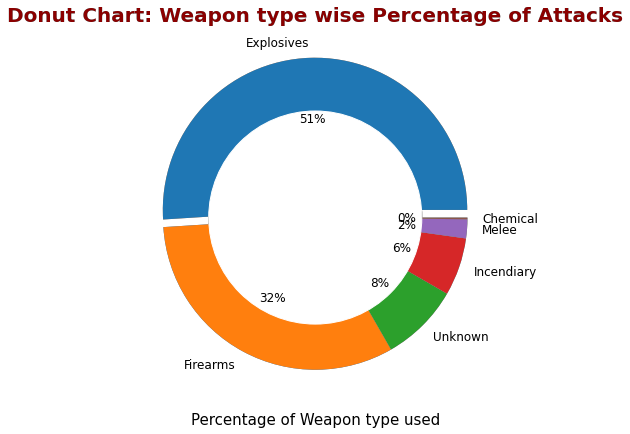 Donut Chart: Weapon type wise Percentage of Attacks
Explosives
51%
0%
Chemical
2%
Melee
6%
Incendiary
8%
32%
Unknown
Firearms
Percentage of Weapon type used